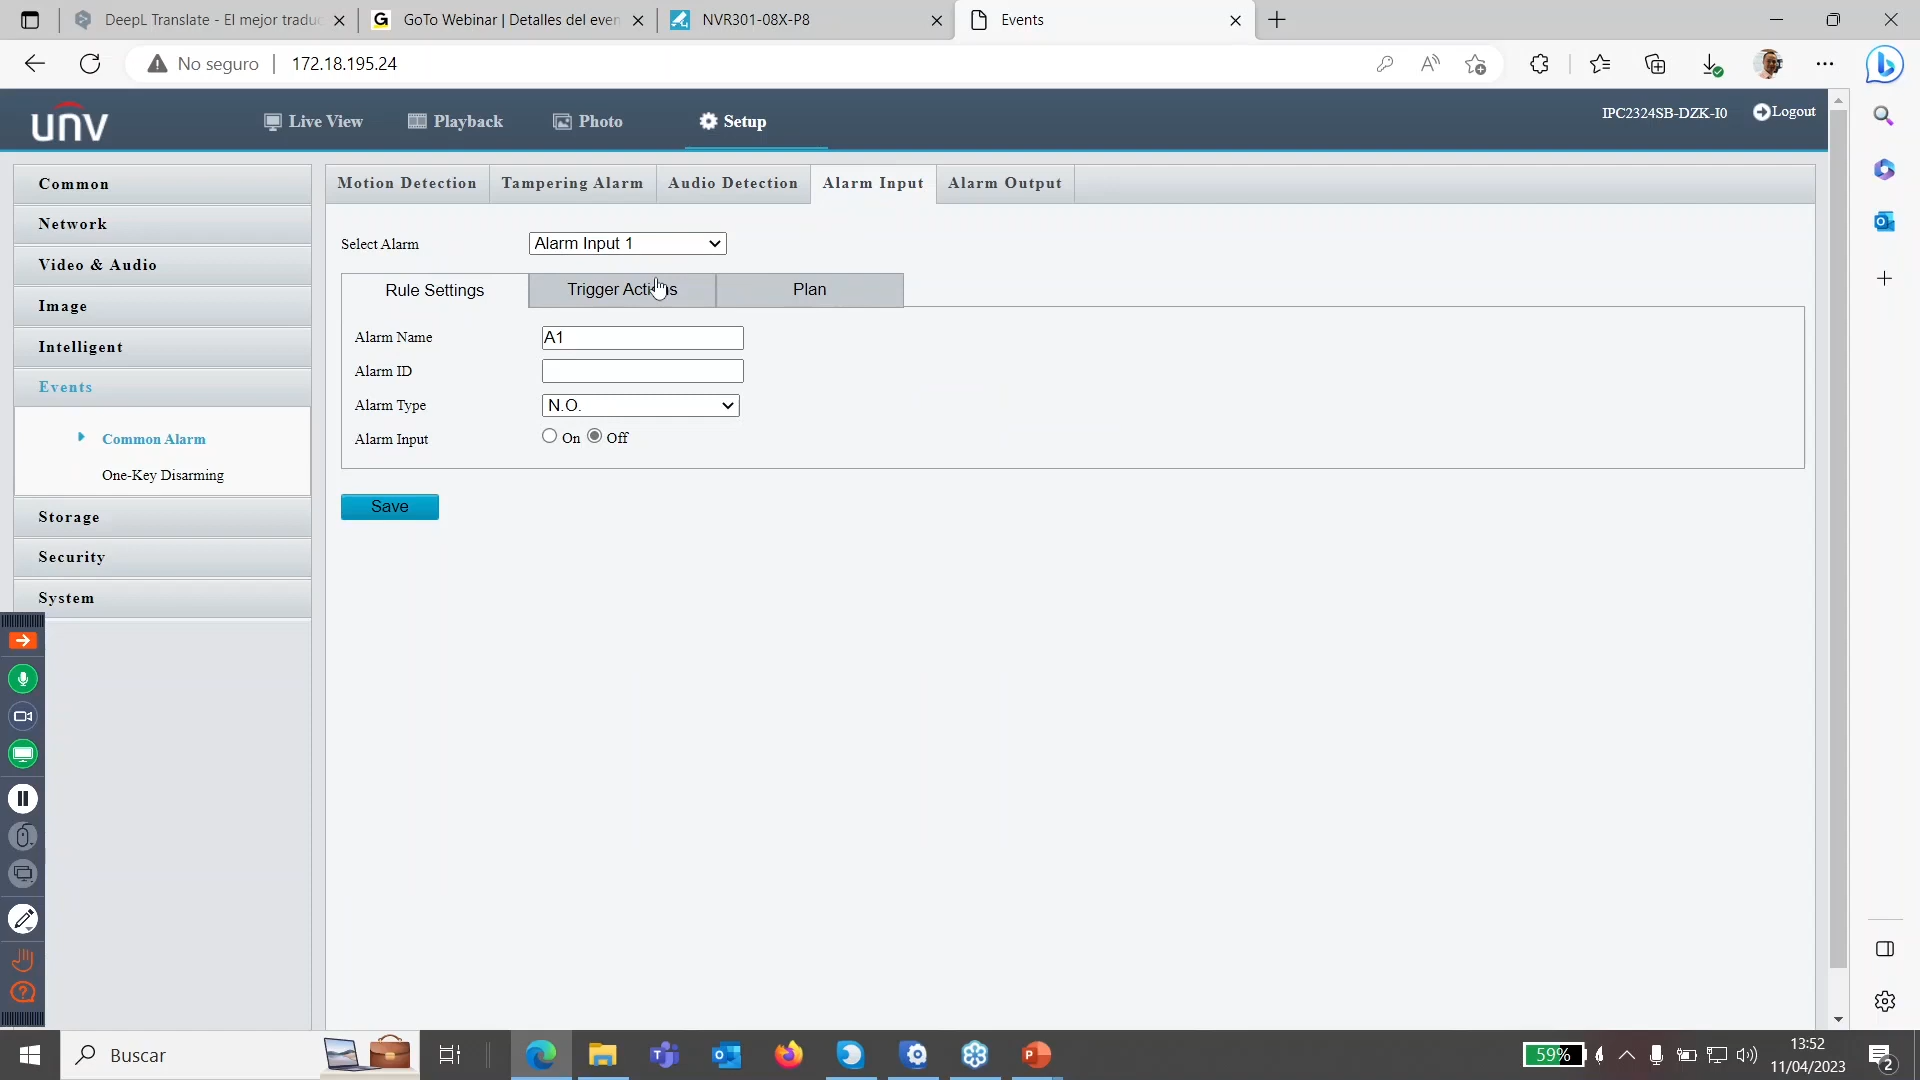 DeepL Translate - El mejor traduc
GoTo Webinar | Detalles del even
NVR301-08X-P8
Events
No seguro
172.18.195.24
unv
Live View
Playback
Photo
Setup
IPC2324SB-DZK-I0
Logout
Common
Network
Video & Audio
Image
Intelligent
Events
Common Alarm
One-Key Disarming
Storage
Security
System
Motion Detection
Tampering Alarm
Audio Detection
Alarm Input
Alarm Output
Select Alarm
Alarm Input 1
Rule Settings
Trigger Actions
Plan
Alarm Name
A1
Alarm ID
Alarm Type
N.O.
Alarm Input
On
Off
Save
Buscar
59%
13:52
11/04/2023
2